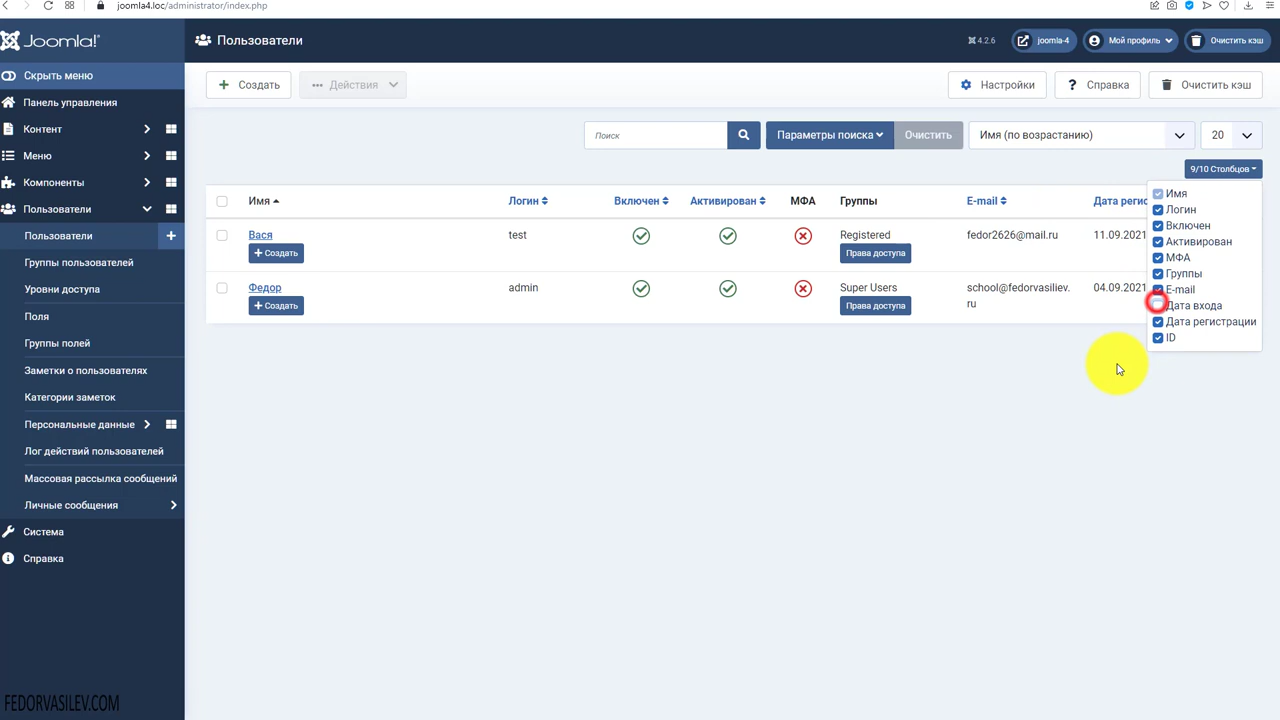 joomla4.loc/administrator/index.php
Joomla!®
Пользователи
4.2.6
joomla-4
Мой профиль
Очистить кэш
Скрыть меню
Панель управления
Контент
Меню
Компоненты
Пользователи
Пользователи
Группы пользователей
Уровни доступа
Поля
Группы полей
Заметки о пользователях
Категории заметок
Персональные данные
Лог действий пользователей
Массовая рассылка сообщений
Личные сообщения
Система
Справка
Создать
Действия
Настройки
Справка
Очистить кэш
Поиск
Параметры поиска
Очистить
Имя (по возрастанию)
20
9/10 Столбцов
Имя
Логин
Включен
Активирован
МФА
Группы
E-mail
Дата входа
Дата регистрации
ID
Имя Логин Включен Активирован МФА Группы E-mail Дата регис
Вася test Registered fedor2626@mail.ru 11.09.2021
+ Создать Права доступа
Федор admin Super Users school@fedorvasiliev. 04.09.2021
ru
+ Создать Права доступа
FEDORVASILEV.COM